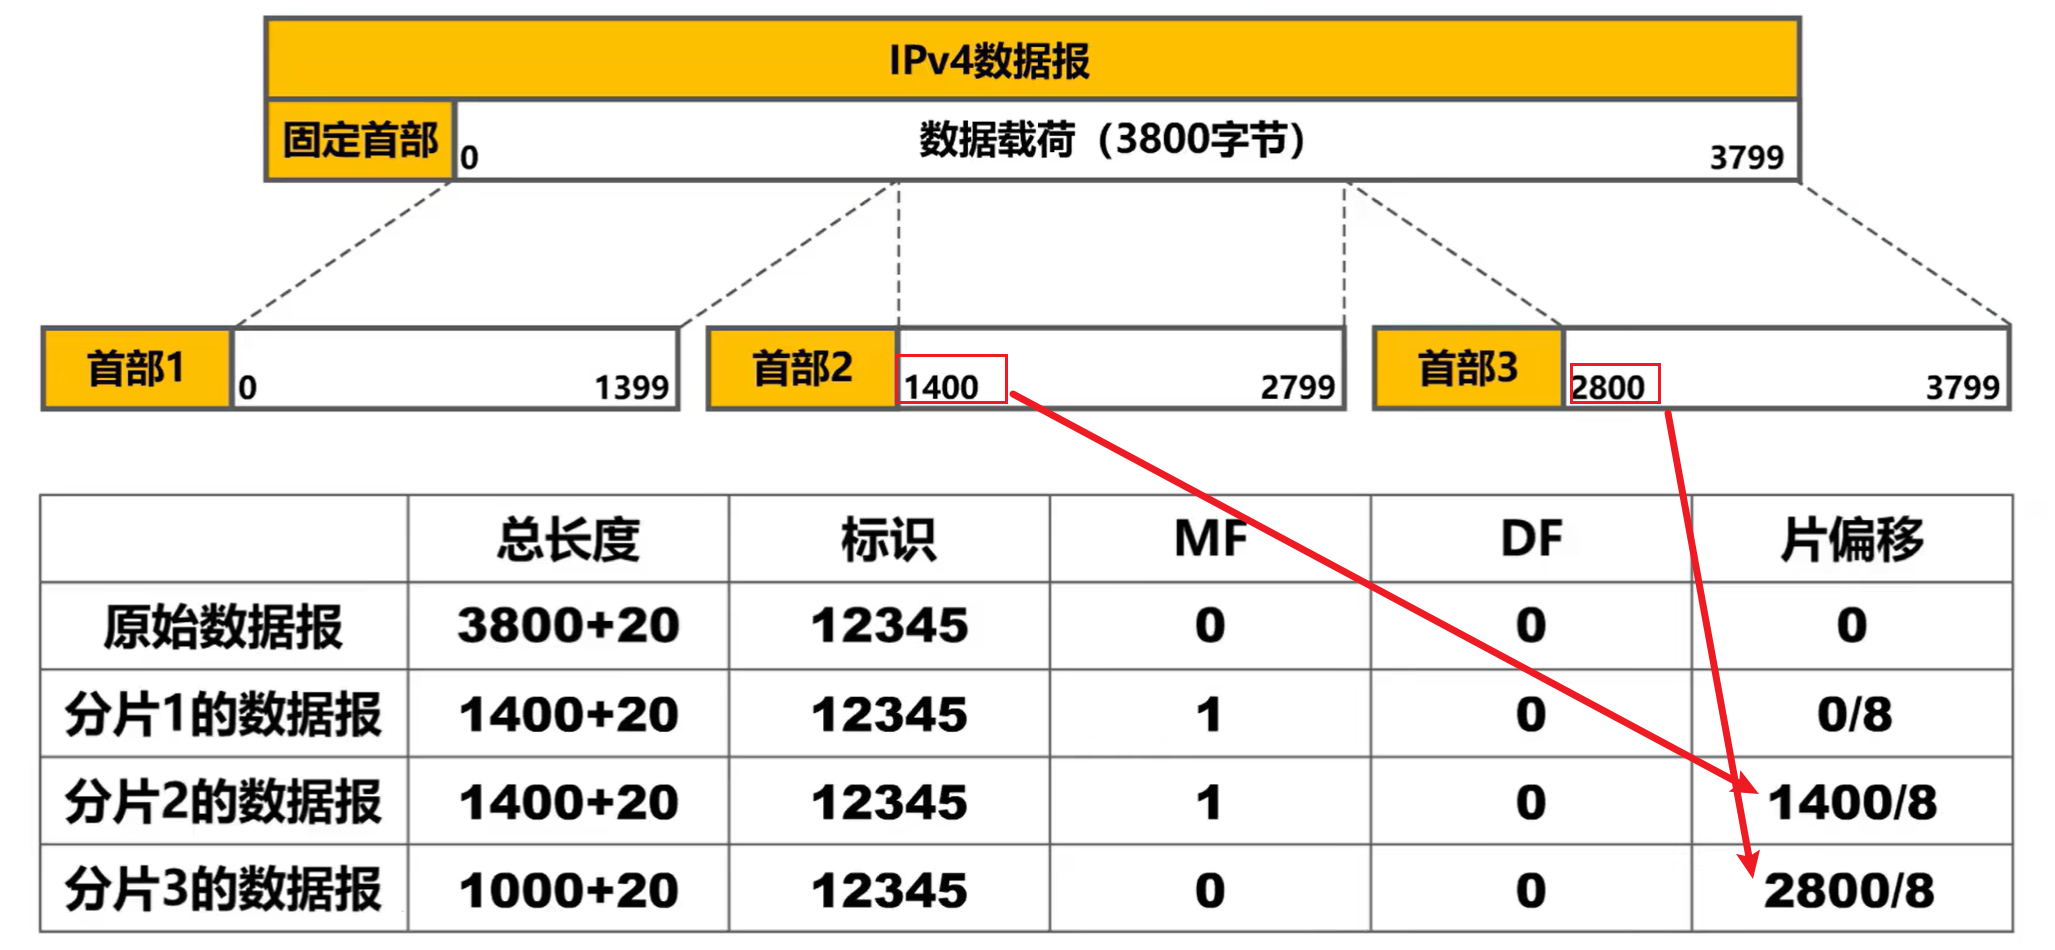 IPv4数据报
固定首部 0 数据载荷（3800字节） 3799
首部1 0 1399 首部2 1400 2799 首部3 2800 3799
总长度 标识 MF DF 片偏移
原始数据报 3800+20 12345 0 0 0
分片1的数据报 1400+20 12345 1 0 0/8
分片2的数据报 1400+20 12345 1 0 1400/8
分片3的数据报 1000+20 12345 0 0 2800/8